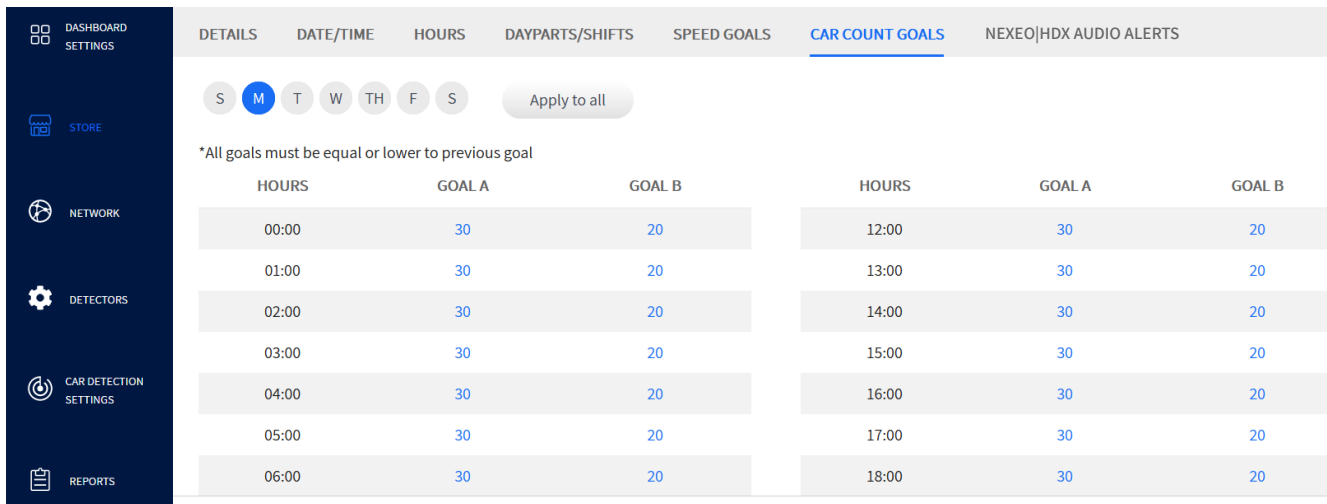 DASHBOARD
SETTINGS
STORE
NETWORK
DETECTORS
CAR DETECTION
SETTINGS
REPORTS
DETAILS DATE/TIME HOURS DAYPARTS/SHIFTS SPEED GOALS CAR COUNT GOALS NEXEO|HDX AUDIO ALERTS
S M T W TH F S Apply to all
*All goals must be equal or lower to previous goal
HOURS GOAL A GOAL B HOURS GOAL A GOAL B
00:00 30 20 12:00 30 20
01:00 30 20 13:00 30 20
02:00 30 20 14:00 30 20
03:00 30 20 15:00 30 20
04:00 30 20 16:00 30 20
05:00 30 20 17:00 30 20
06:00 30 20 18:00 30 20